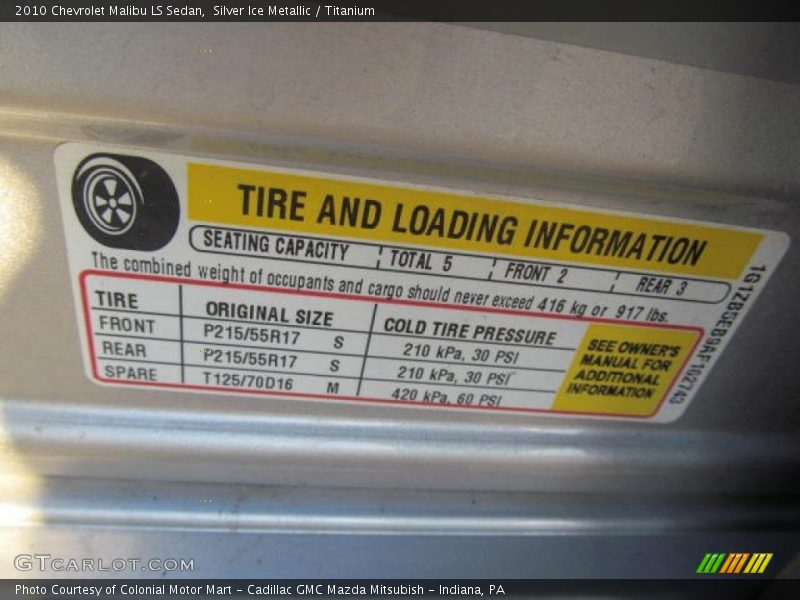 2010 Chevrolet Malibu LS Sedan, Silver Ice Metallic / Titanium
TIRE AND LOADING INFORMATION
SEATING CAPACITY TOTAL 5 FRONT 2 REAR 3
The combined weight of occupants and cargo should never exceed 416 kg or 917 lbs.
TIRE ORIGINAL SIZE COLD TIRE PRESSURE
FRONT P215/55R17 S 210 kPa, 30 PSI
REAR P215/55R17 S 210 kPa, 30 PSI
SPARE T125/70D16 M 420 kPa, 60 PSI
SEE OWNER'S
MANUAL FOR
ADDITIONAL
INFORMATION
GTCARLOT.COM
Photo Courtesy of Colonial Motor Mart - Cadillac GMC Mazda Mitsubish - Indiana, PA